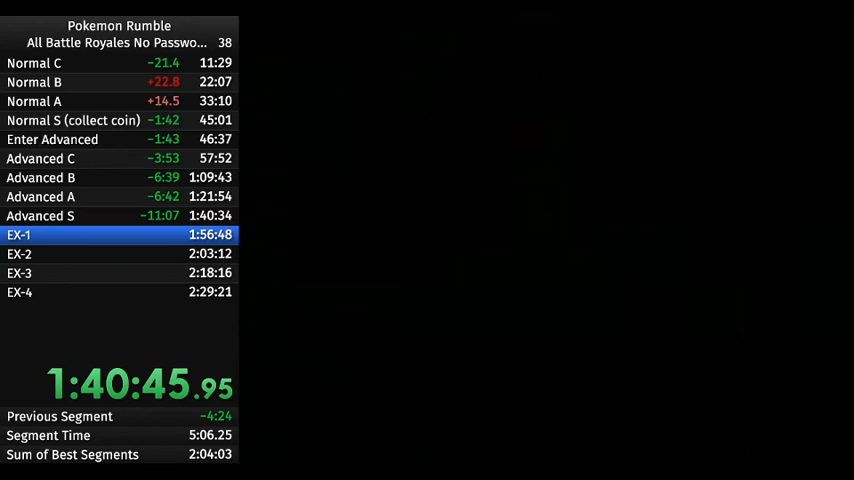 Pokemon Rumble
All Battle Royales No Passwo... 38
Normal C -21.4 11:29
Normal B +22.8 22:07
Normal A +14.5 33:10
Normal S (collect coin) -1:42 45:01
Enter Advanced -1:43 46:37
Advanced C -3:53 57:52
Advanced B -6:39 1:09:43
Advanced A -6:42 1:21:54
Advanced S -11:07 1:40:34
EX-1 1:56:48
EX-2 2:03:12
EX-3 2:18:16
EX-4 2:29:21
1:40:45.95
Previous Segment -4:24
Segment Time 5:06.25
Sum of Best Segments 2:04:03